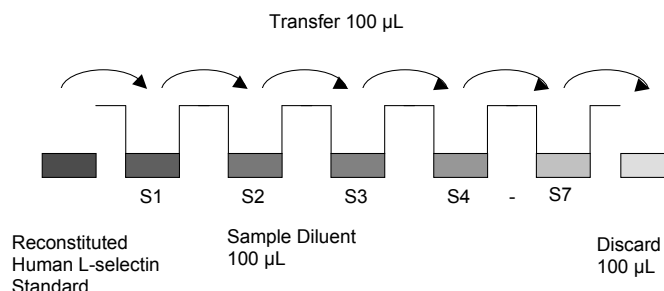 Transfer 100 µL
S1 S2 S3 S4 - S7
Reconstituted
Human L-selectin
Standard
Sample Diluent
100 µL
Discard
100 µL